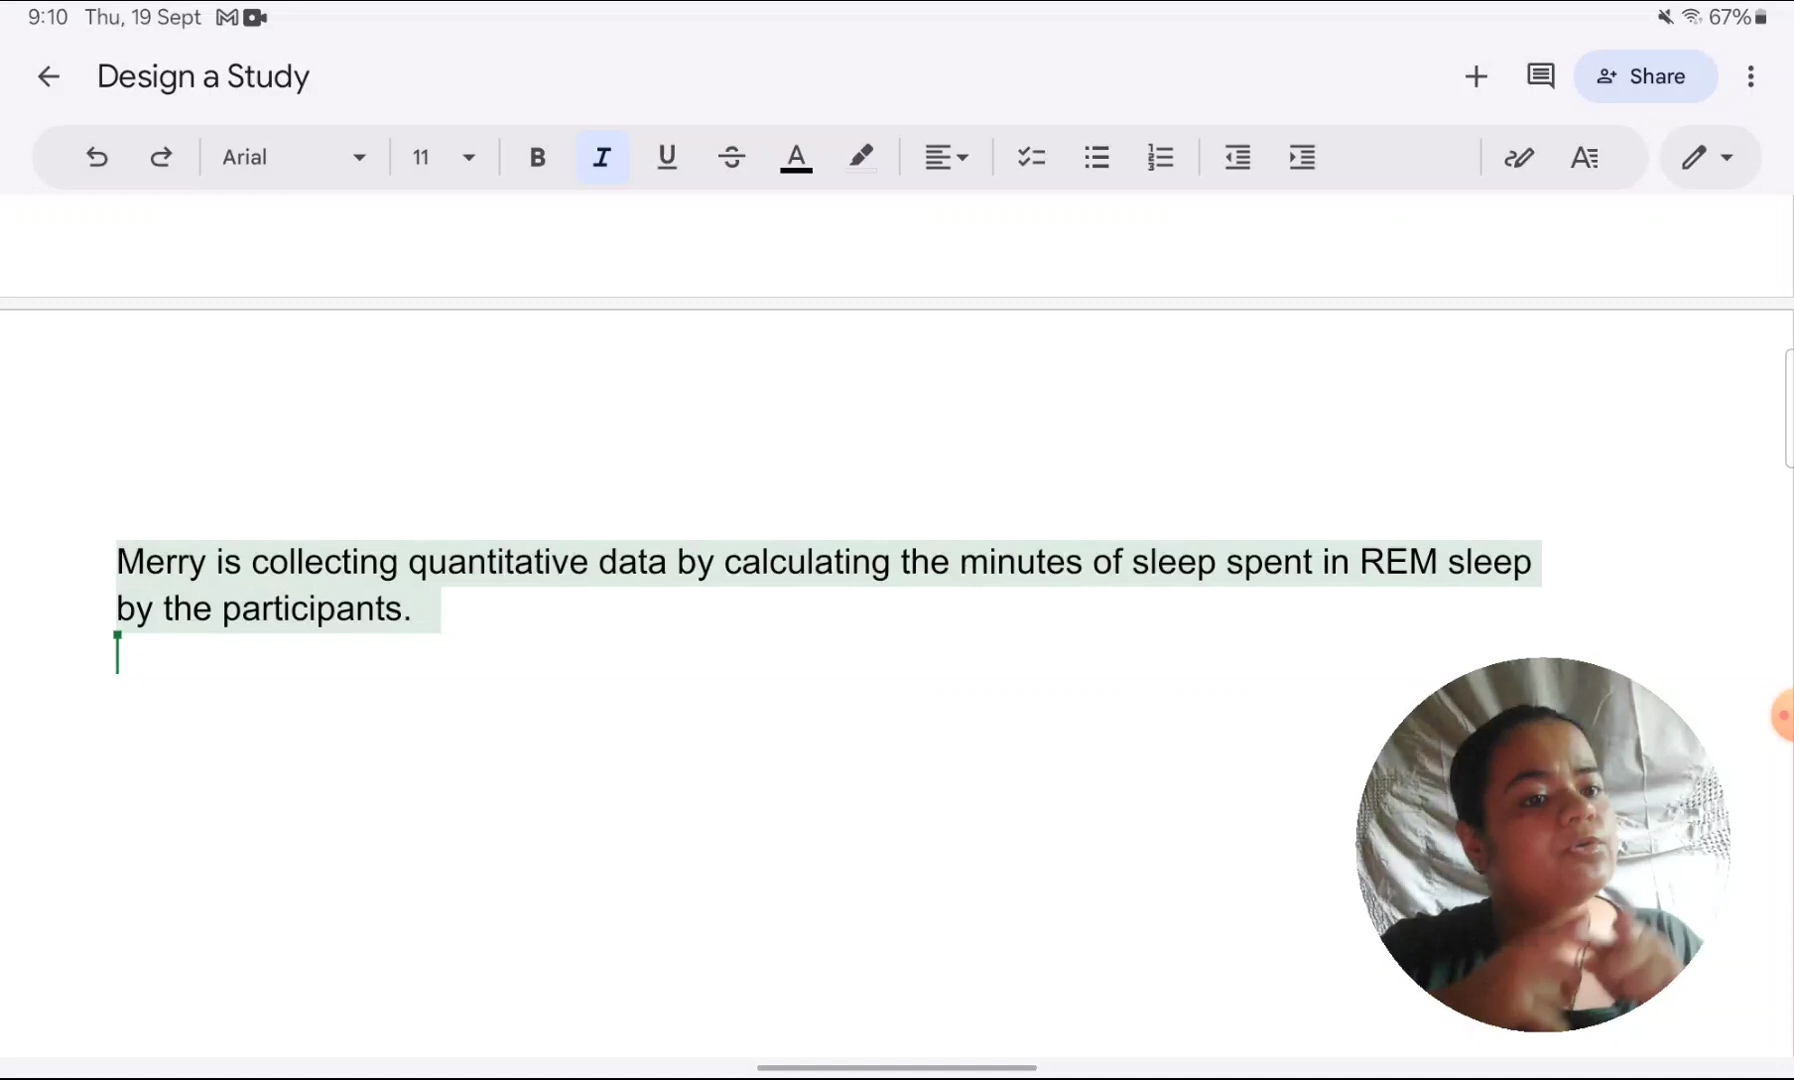 9:10 Thu, 19 Sept 67%
Design a Study Share
Arial 11 B I U A A
Merry is collecting quantitative data by calculating the minutes of sleep spent in REM sleep
by the participants.